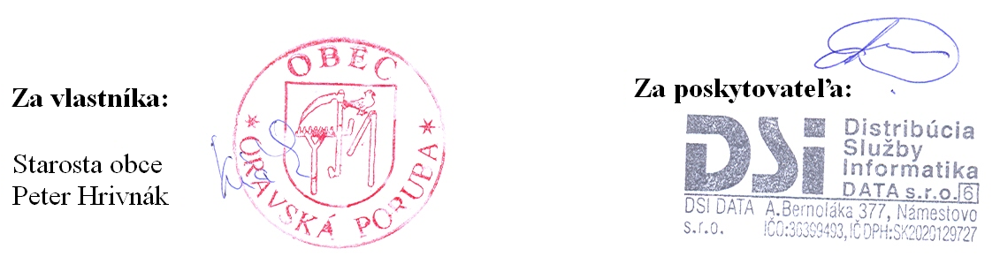 Za vlastníka:
Starosta obce
Peter Hrivnák
OBEC
* ORAVSKÁ PORUBA *
Za poskytovateľa:
DSi
Distribúcia
Služby
Informatika
DATA s.r.o. 6
DSI DATA A.Bernoláka 377, Námestovo
s.r.o. IČO:36399493, IČ DPH:SK2020129727